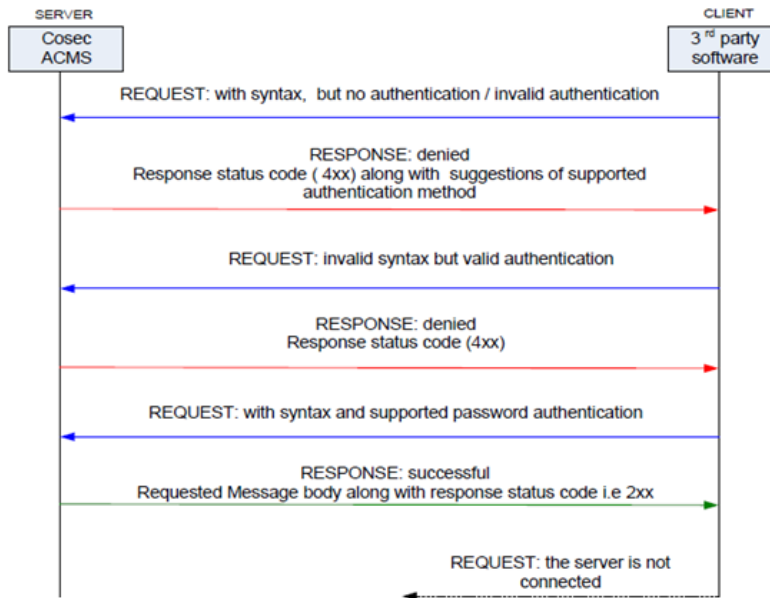 SERVER
CLIENT
Cosec
ACMS
3 rd party
software
REQUEST: with syntax, but no authentication / invalid authentication
RESPONSE: denied
Response status code ( 4xx) along with suggestions of supported
authentication method
REQUEST: invalid syntax but valid authentication
RESPONSE: denied
Response status code (4xx)
REQUEST: with syntax and supported password authentication
RESPONSE: successful
Requested Message body along with response status code i.e 2xx
REQUEST: the server is not
connected